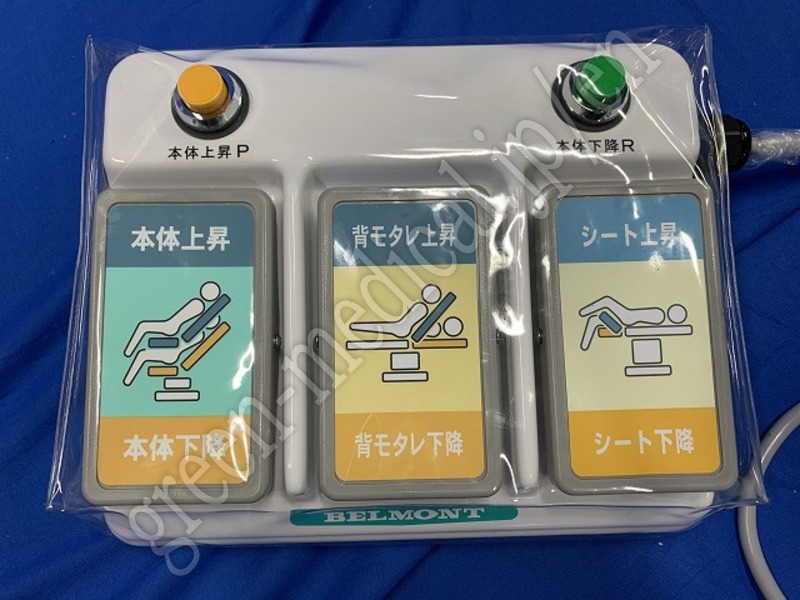 本体上昇P
本体下降R
本体上昇
本体下降
背モタレ上昇
背モタレ下降
シート上昇
シート下降
BELMONT
green-medical.jp/en